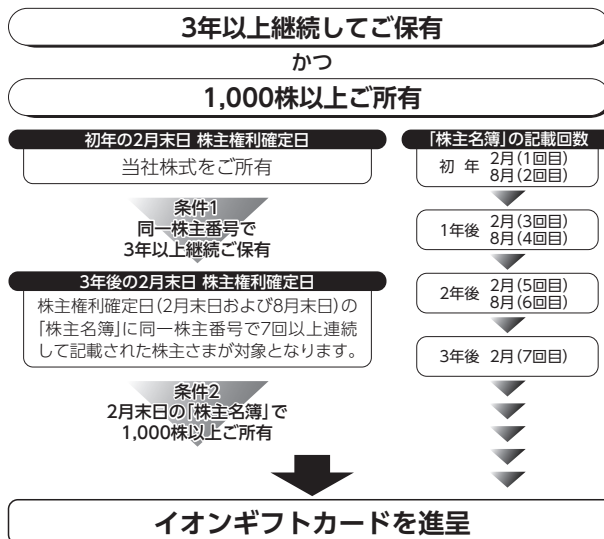 3年以上継続してご保有
かつ
1,000株以上ご所有
初年の2月末日 株主権利確定日
当社株式をご所有
条件1
同一株主番号で
3年以上継続ご保有
3年後の2月末日 株主権利確定日
株主権利確定日(2月末日および8月末日)の
「株主名簿」に同一株主番号で7回以上連続
して記載された株主さまが対象となります。
条件2
2月末日の「株主名簿」で
1,000株以上ご所有
「株主名簿」の記載回数
初 年 2月(1回目)
8月(2回目)
1年後 2月(3回目)
8月(4回目)
2年後 2月(5回目)
8月(6回目)
3年後 2月(7回目)
イオンギフトカードを進呈